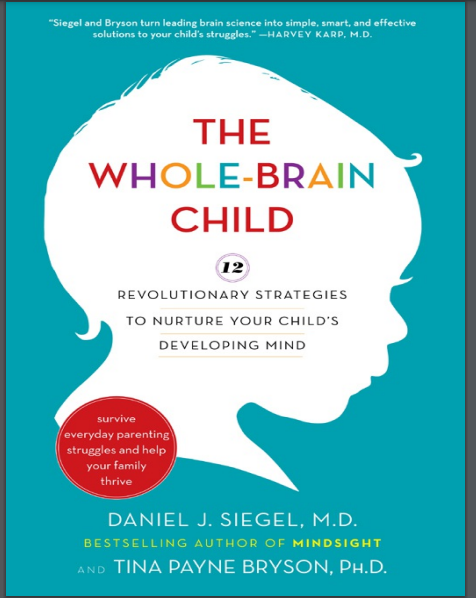 “Siegel and Bryson turn leading brain science into simple, smart, and effective
solutions to your child’s struggles.” —HARVEY KARP, M.D.
THE
WHOLE-BRAIN
CHILD
12
REVOLUTIONARY STRATEGIES
TO NURTURE YOUR CHILD’S
DEVELOPING MIND
survive
everyday parenting
struggles and help
your family
thrive
DANIEL J. SIEGEL, M.D.
BESTSELLING AUTHOR OF MINDSIGHT
AND TINA PAYNE BRYSON, PH.D.